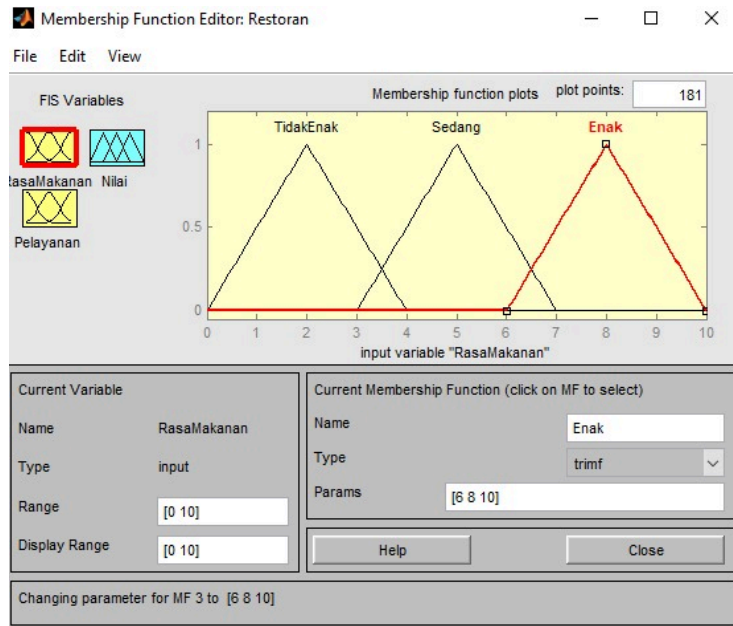 Membership Function Editor: Restoran
File Edit View
FIS Variables
RasaMakanan Nilai
Pelayanan
Membership function plots plot points: 181
TidakEnak Sedang Enak
1
0.5
0
0 1 2 3 4 5 6 7 8 9 10
input variable "RasaMakanan"
Current Variable
Name RasaMakanan
Type input
Range [0 10]
Display Range [0 10]
Current Membership Function (click on MF to select)
Name Enak
Type trimf
Params [6 8 10]
Help Close
Changing parameter for MF 3 to [6 8 10]